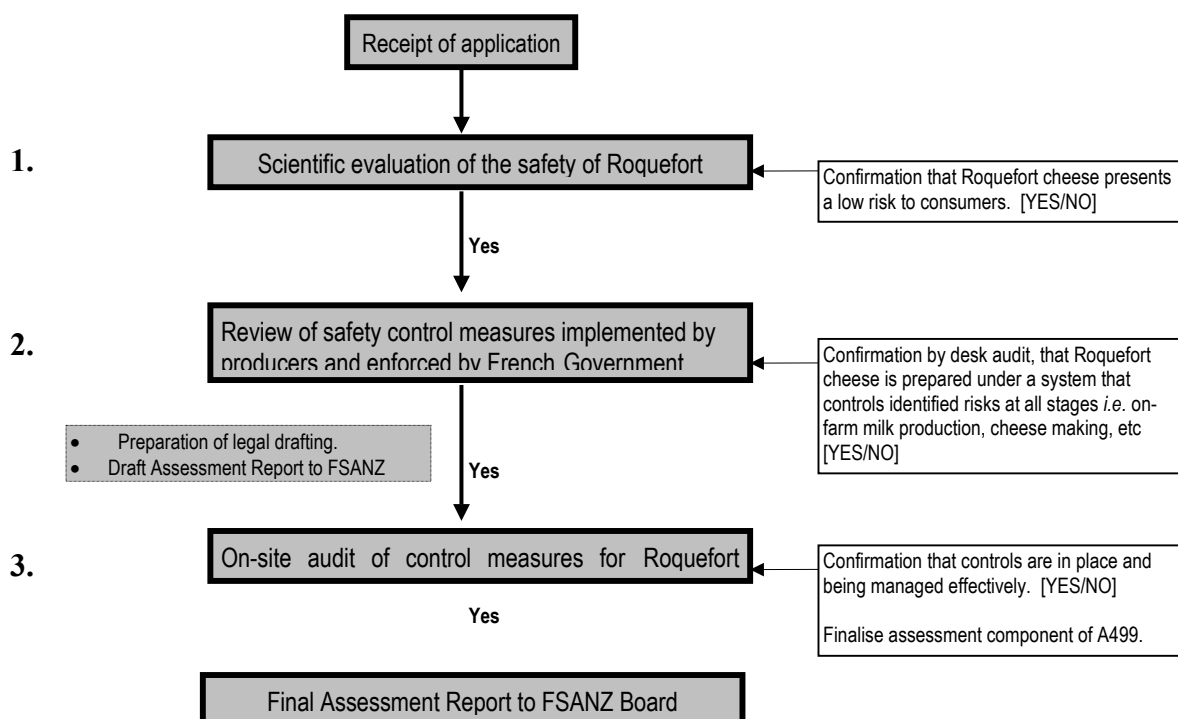 Receipt of application
1.
Scientific evaluation of the safety of Roquefort
Confirmation that Roquefort cheese presents
a low risk to consumers. [YES/NO]
Yes
2.
Review of safety control measures implemented by
producers and enforced by French Government
Confirmation by desk audit, that Roquefort
cheese is prepared under a system that
controls identified risks at all stages i.e. on-
farm milk production, cheese making, etc
[YES/NO]
• Preparation of legal drafting.
• Draft Assessment Report to FSANZ
Yes
3.
On-site audit of control measures for Roquefort
Confirmation that controls are in place and
being managed effectively. [YES/NO]
Finalise assessment component of A499.
Yes
Final Assessment Report to FSANZ Board